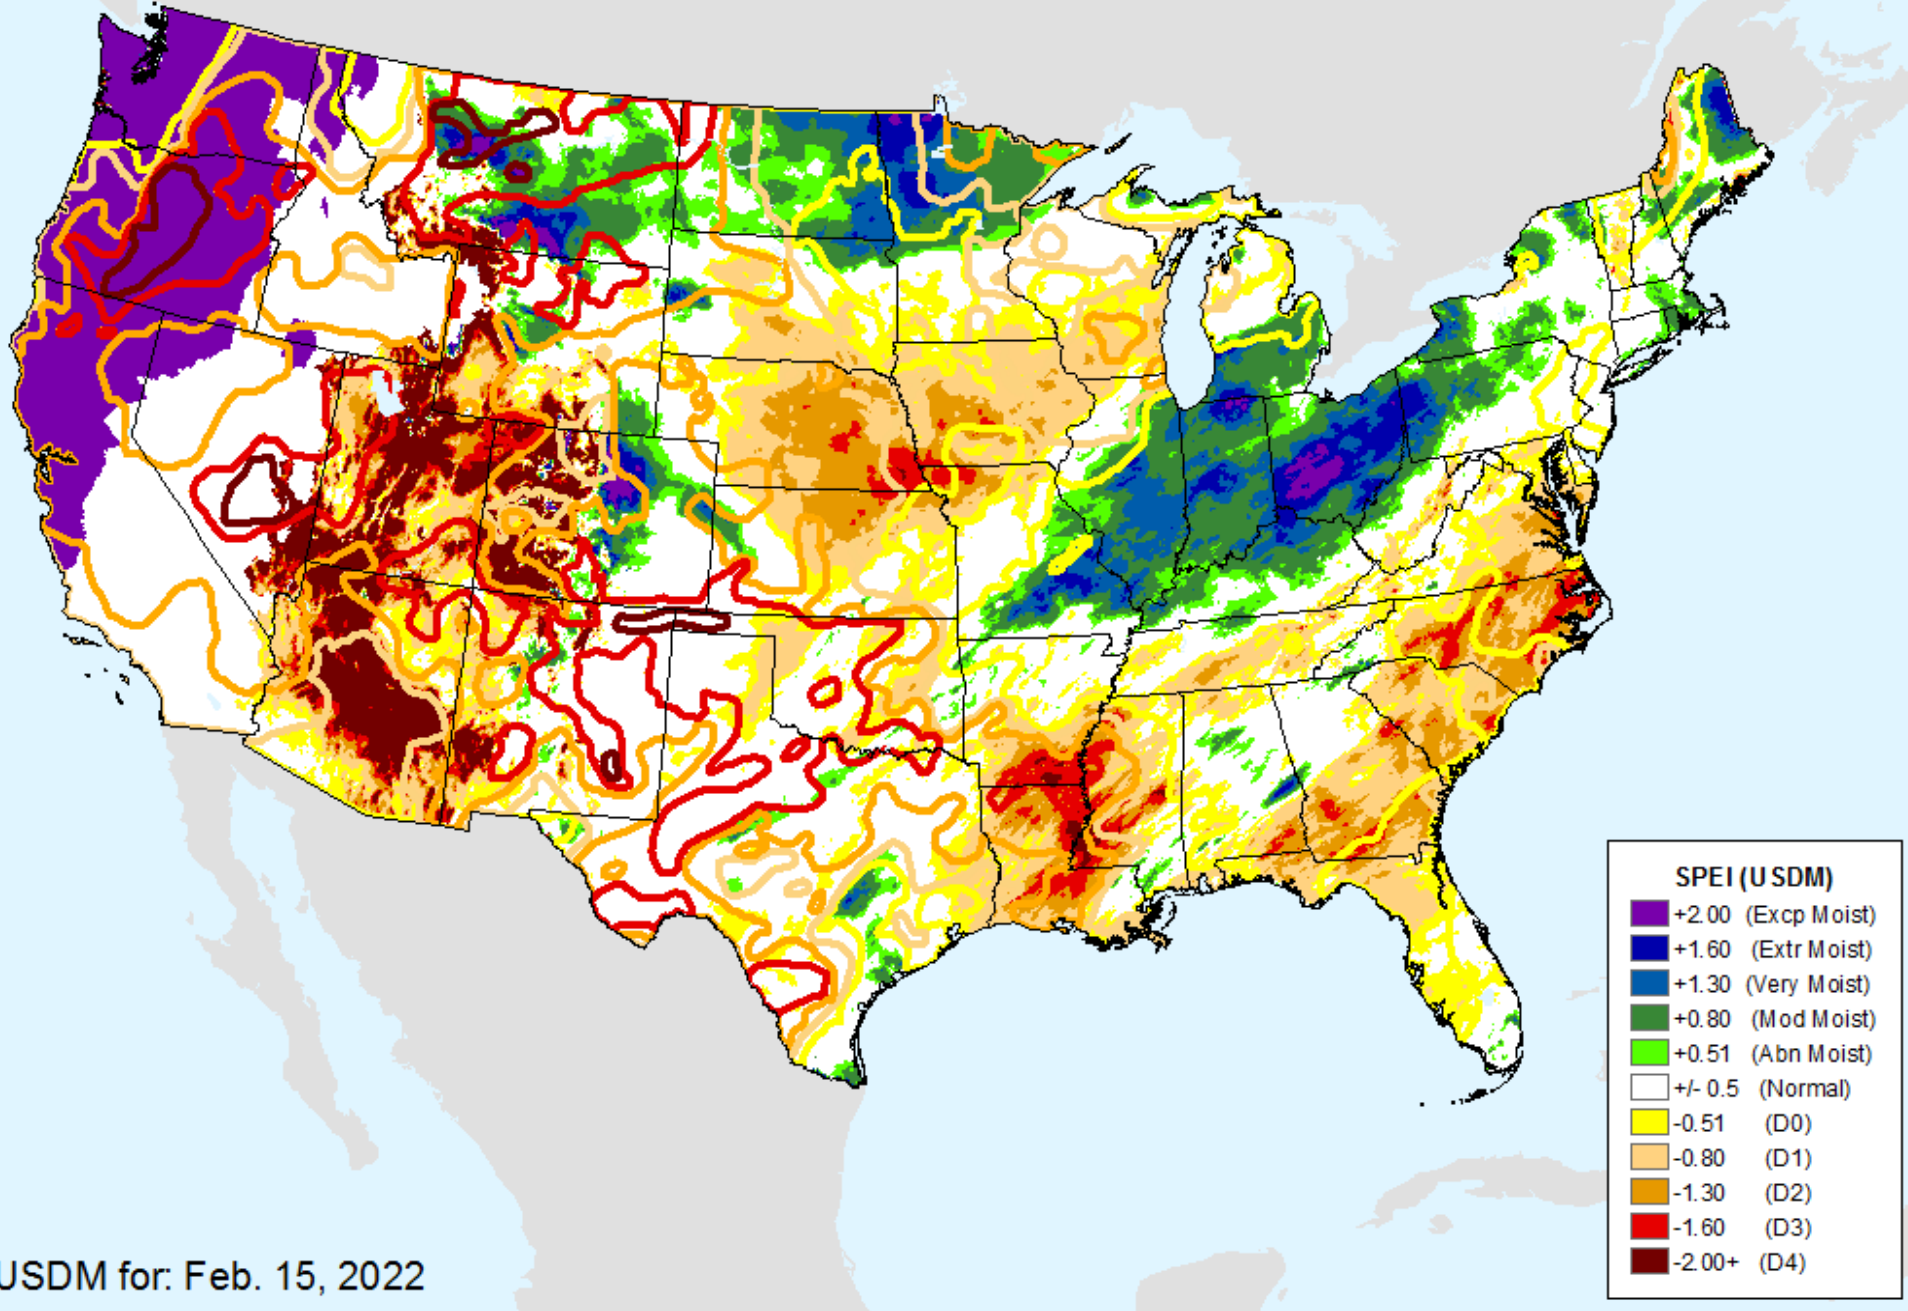 SPEI (USDM)
+2.00 (Excp Moist)
+1.60 (Extr Moist)
+1.30 (Very Moist)
+0.80 (Mod Moist)
+0.51 (Abn Moist)
+/- 0.5 (Normal)
-0.51 (D0)
-0.80 (D1)
-1.30 (D2)
-1.60 (D3)
-2.00+ (D4)
USDM for: Feb. 15, 2022